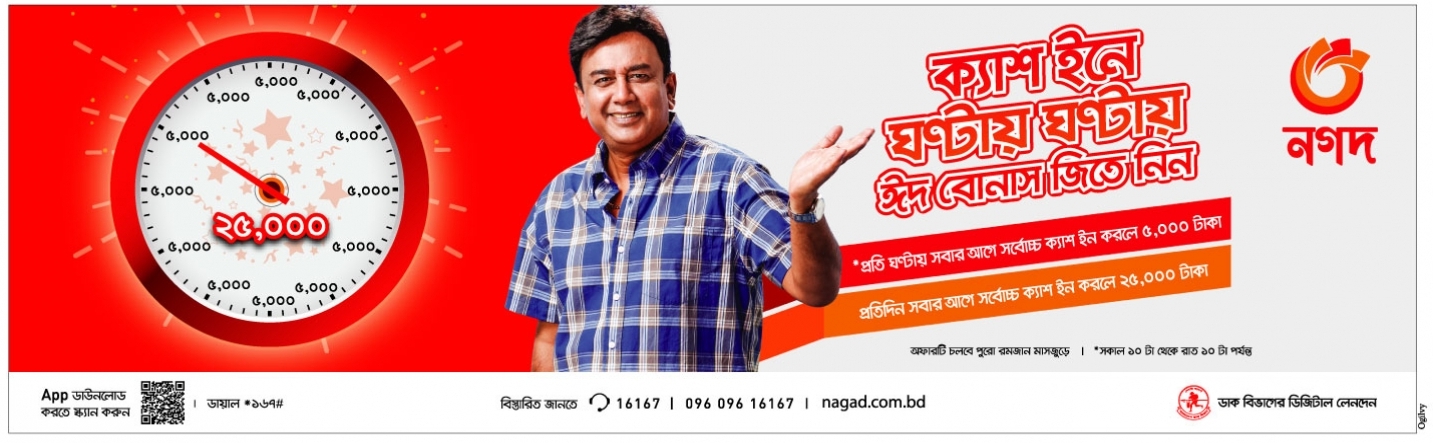 ৫,০০০
৫,০০০
৫,০০০
৫,০০০
৫,০০০
৫,০০০
৫,০০০
৫,০০০
৫,০০০
৫,০০০
৫,০০০
৫,০০০
২৫,০০০
ক্যাশ ইনে
ঘণ্টায় ঘণ্টায়
ঈদ বোনাস জিতে নিন
*প্রতি ঘণ্টায় সবার আগে সর্বোচ্চ ক্যাশ ইন করলে ৫,০০০ টাকা
প্রতিদিন সবার আগে সর্বোচ্চ ক্যাশ ইন করলে ২৫,০০০ টাকা
অফারটি চলবে পুরো রমজান মাসজুড়ে | *সকাল ১০ টা থেকে রাত ১০ টা পর্যন্ত
নগদ
App ডাউনলোড
করতে স্ক্যান করুন
| ডায়াল *১৬৭#
বিস্তারিত জানতে 16167 | 096 096 16167 | nagad.com.bd
ডাক বিভাগের ডিজিটাল লেনদেন
Ogilvy